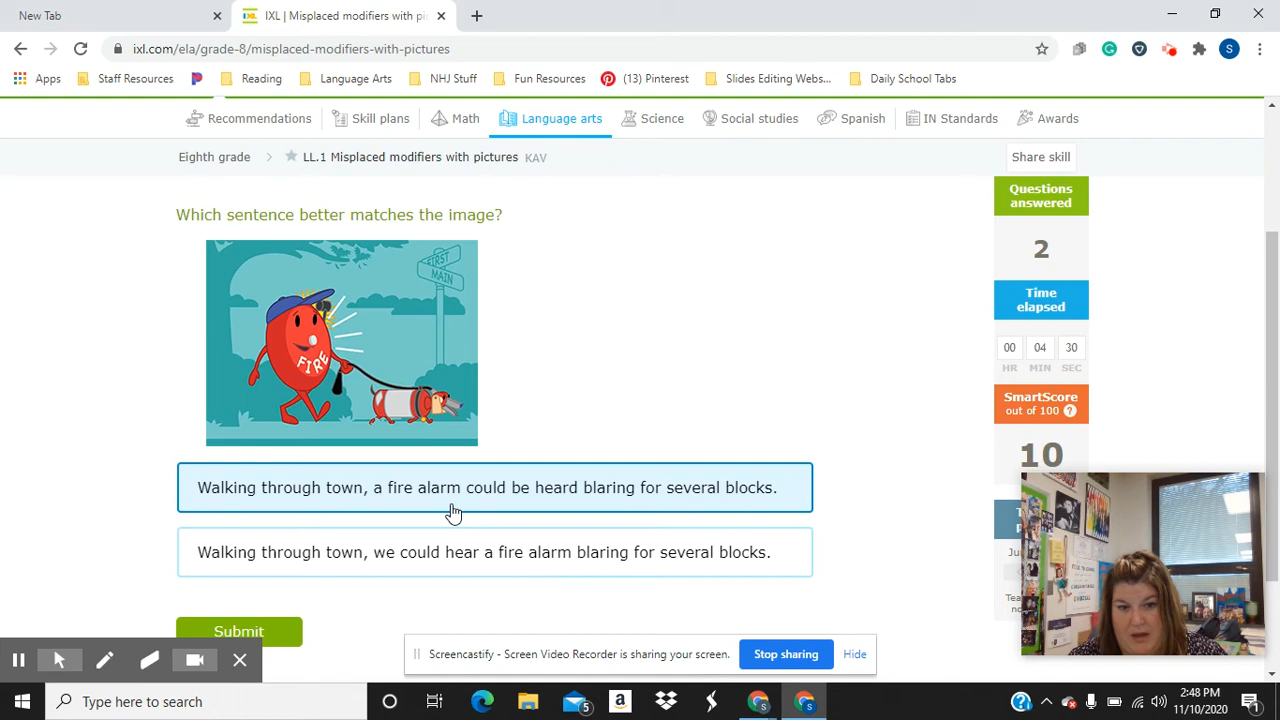 New Tab
IXL | Misplaced modifiers with pi
ixl.com/ela/grade-8/misplaced-modifiers-with-pictures
S
Apps Staff Resources Reading Language Arts NHJ Stuff Fun Resources (13) Pinterest Slides Editing Webs... Daily School Tabs
Recommendations Skill plans Math Language arts Science Social studies Spanish IN Standards Awards
Eighth grade > LL.1 Misplaced modifiers with pictures KAV
Share skill
Which sentence better matches the image?
FIRST
MAIN
FIRE
Questions
answered
2
Time
elapsed
00 04 30
HR MIN SEC
SmartScore
out of 100 ?
10
Walking through town, a fire alarm could be heard blaring for several blocks.
Walking through town, we could hear a fire alarm blaring for several blocks.
Submit
Screencastify - Screen Video Recorder is sharing your screen.
Stop sharing
Hide
Type here to search
5
2:48 PM
11/10/2020
1